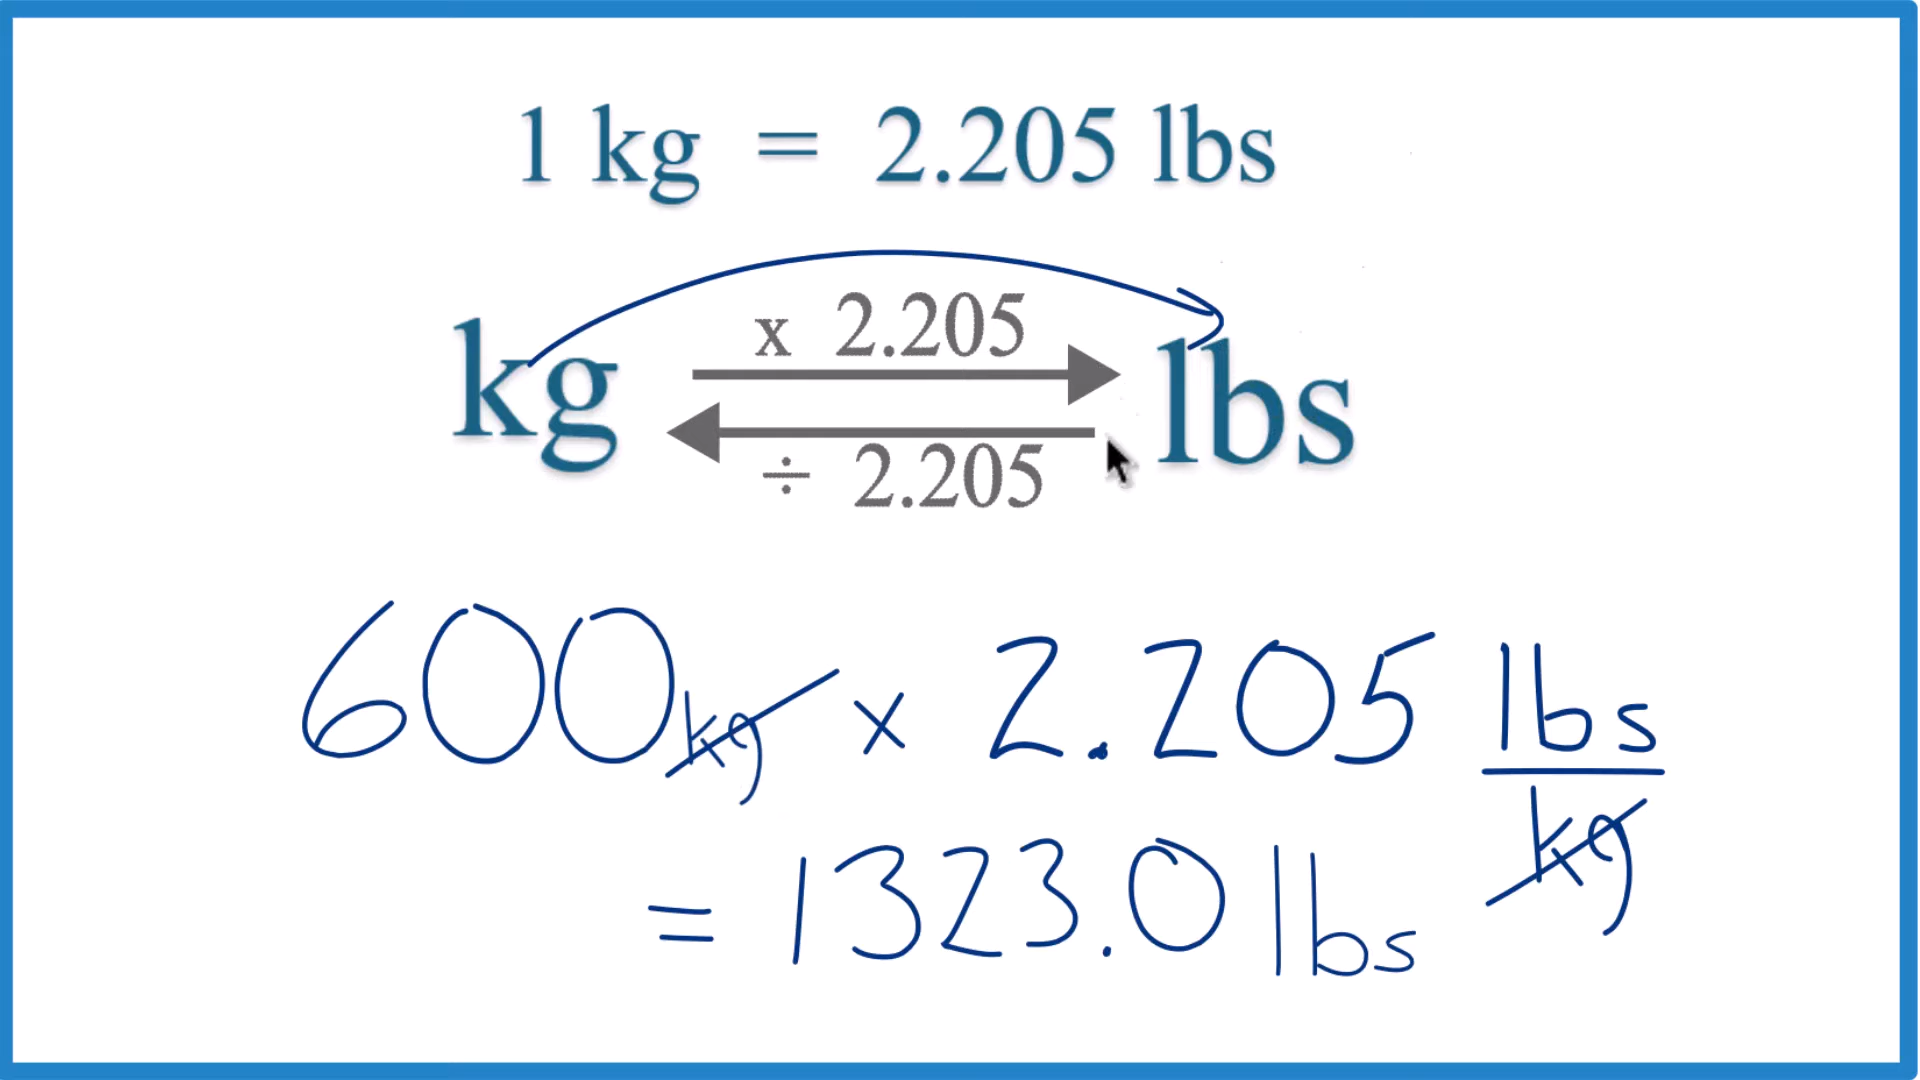 1 kg = 2.205 lbs
x 2.205
kg lbs
÷ 2.205
600 kg x 2.205 lbs
kg
= 1323.0 lbs